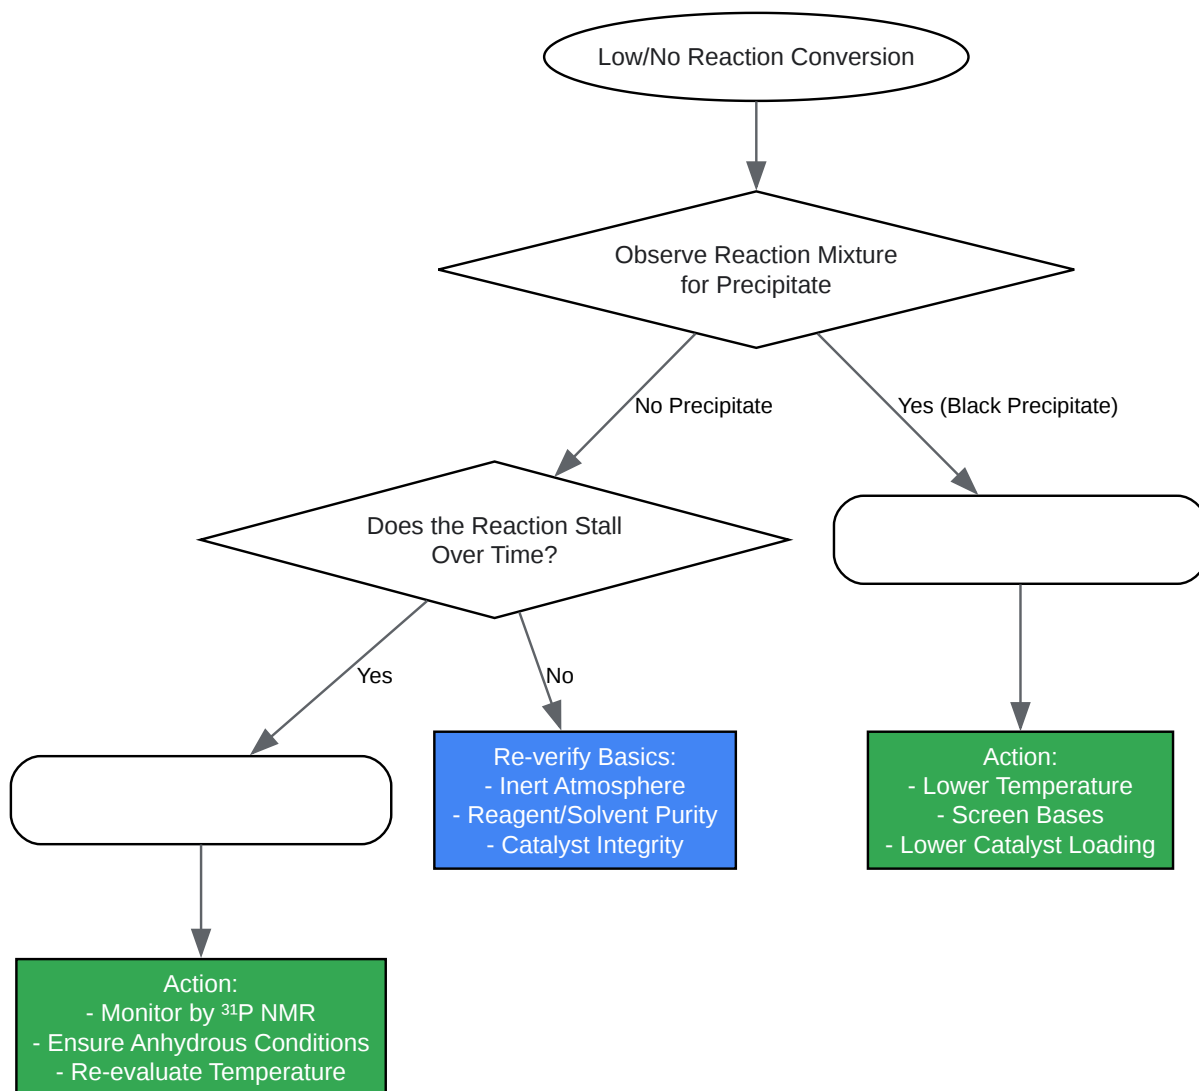 Low/No Reaction Conversion
Observe Reaction Mixture
for Precipitate
No Precipitate
Yes (Black Precipitate)
Does the Reaction Stall
Over Time?
Yes
No
Re-verify Basics:
- Inert Atmosphere
- Reagent/Solvent Purity
- Catalyst Integrity
Action:
- Lower Temperature
- Screen Bases
- Lower Catalyst Loading
Action:
- Monitor by ³¹P NMR
- Ensure Anhydrous Conditions
- Re-evaluate Temperature